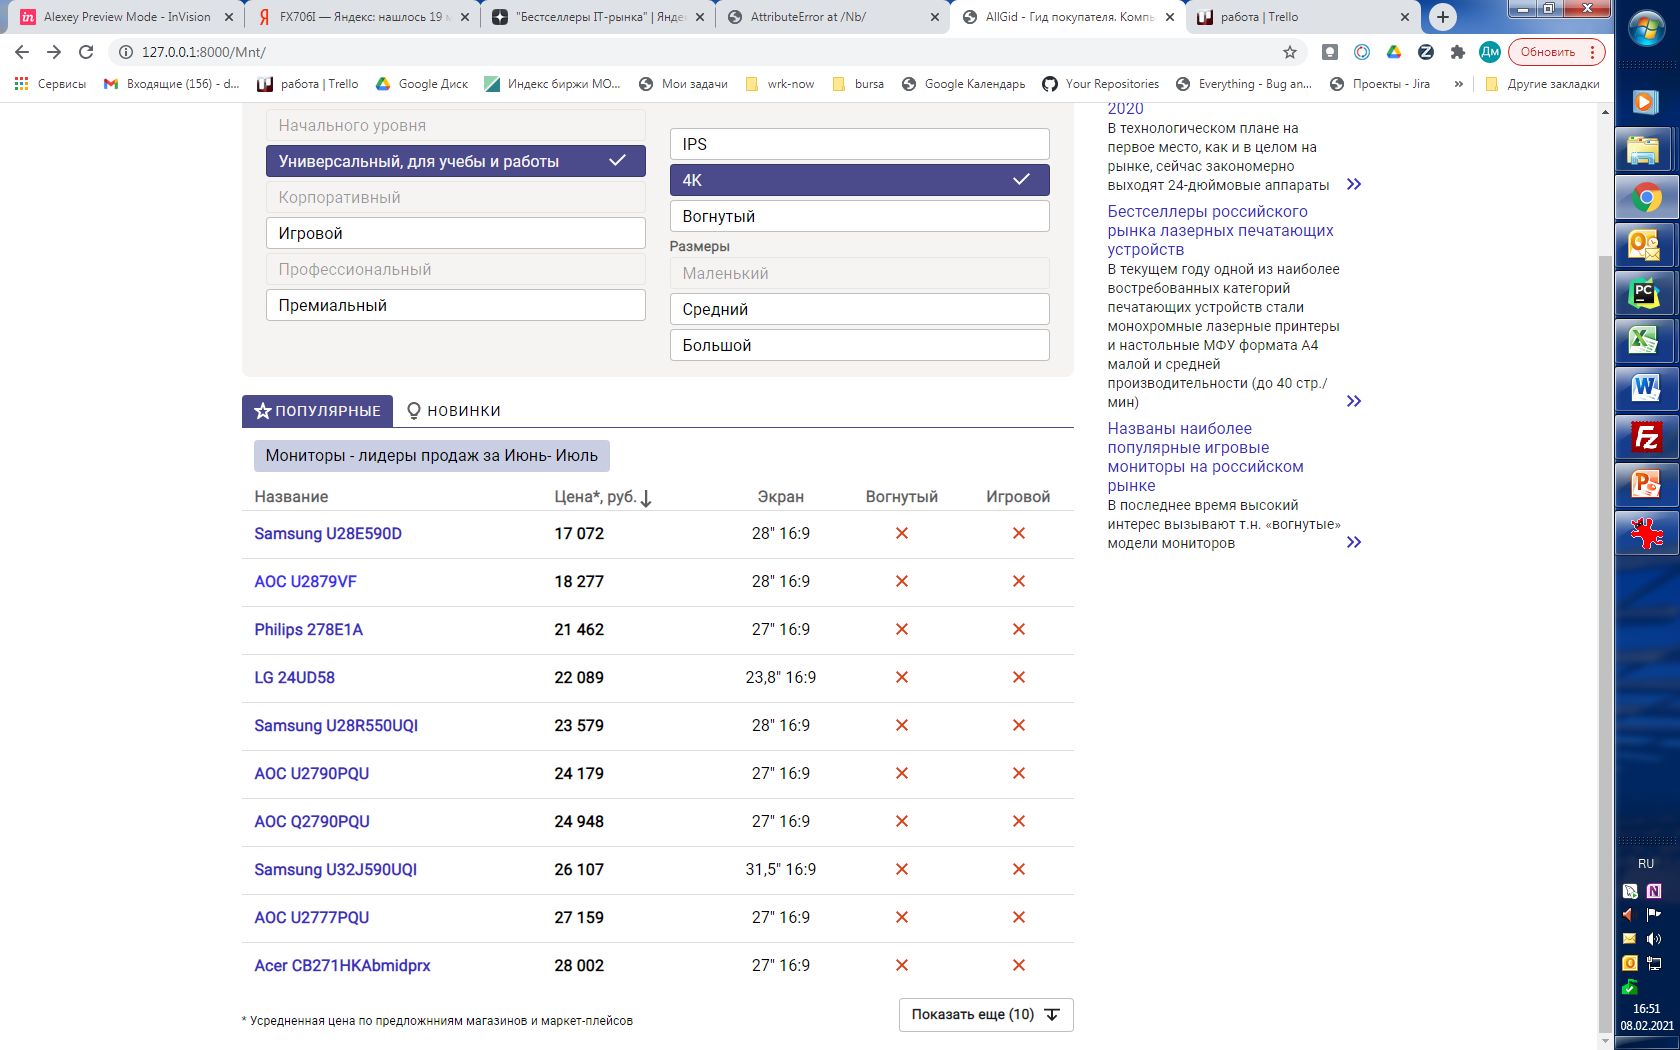 Alexey Preview Mode - InVision
FX706I — Яндекс: нашлось 19 м
"Бестселлеры IT-рынка" | Янде
AttributeError at /Nb/
AllGid - Гид покупателя. Компь
работа | Trello
127.0.0.1:8000/Mnt/
Дм
Обновить
Сервисы
Входящие (156) - d...
работа | Trello
Google Диск
Индекс биржи МО...
Мои задачи
wrk-now
bursa
Google Календарь
Your Repositories
Everything - Bug an...
Проекты - Jira
»
Другие закладки
Начального уровня
Универсальный, для учебы и работы
Корпоративный
Игровой
Профессиональный
Премиальный
IPS
4K
Вогнутый
Размеры
Маленький
Средний
Большой
ПОПУЛЯРНЫЕ
НОВИНКИ
Мониторы - лидеры продаж за Июнь- Июль
Название Цена*, руб. Экран Вогнутый Игровой
Samsung U28E590D 17 072 28" 16:9
AOC U2879VF 18 277 28" 16:9
Philips 278E1A 21 462 27" 16:9
LG 24UD58 22 089 23,8" 16:9
Samsung U28R550UQI 23 579 28" 16:9
AOC U2790PQU 24 179 27" 16:9
AOC Q2790PQU 24 948 27" 16:9
Samsung U32J590UQI 26 107 31,5" 16:9
AOC U2777PQU 27 159 27" 16:9
Acer CB271HKAbmidprx 28 002 27" 16:9
* Усредненная цена по предложнниям магазинов и маркет-плейсов
Показать еще (10)
2020
В технологическом плане на
первое место, как и в целом на
рынке, сейчас закономерно
выходят 24-дюймовые аппараты
Бестселлеры российского
рынка лазерных печатающих
устройств
В текущем году одной из наиболее
востребованных категорий
печатающих устройств стали
монохромные лазерные принтеры
и настольные МФУ формата А4
малой и средней
производительности (до 40 стр./
мин)
Названы наиболее
популярные игровые
мониторы на российском
рынке
В последнее время высокий
интерес вызывают т.н. «вогнутые»
модели мониторов
RU
16:51
08.02.2021